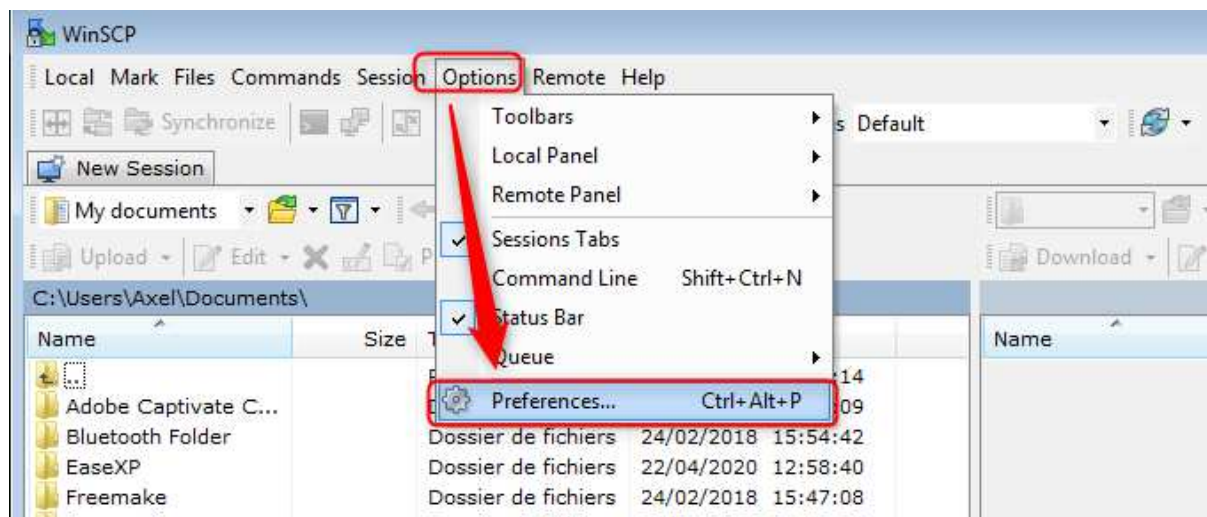 WinSCP
Local Mark Files Commands Session Options Remote Help
Synchronize
s Default
Toolbars
Local Panel
Remote Panel
Sessions Tabs
Command Line Shift+Ctrl+N
Status Bar
Queue
Preferences... Ctrl+Alt+P
New Session
My documents
Upload Edit P
Download
C:\Users\Axel\Documents\
Name Size T Name
.. :14
Adobe Captivate C... :09
Bluetooth Folder Dossier de fichiers 24/02/2018 15:54:42
EaseXP Dossier de fichiers 22/04/2020 12:58:40
Freemake Dossier de fichiers 24/02/2018 15:47:08